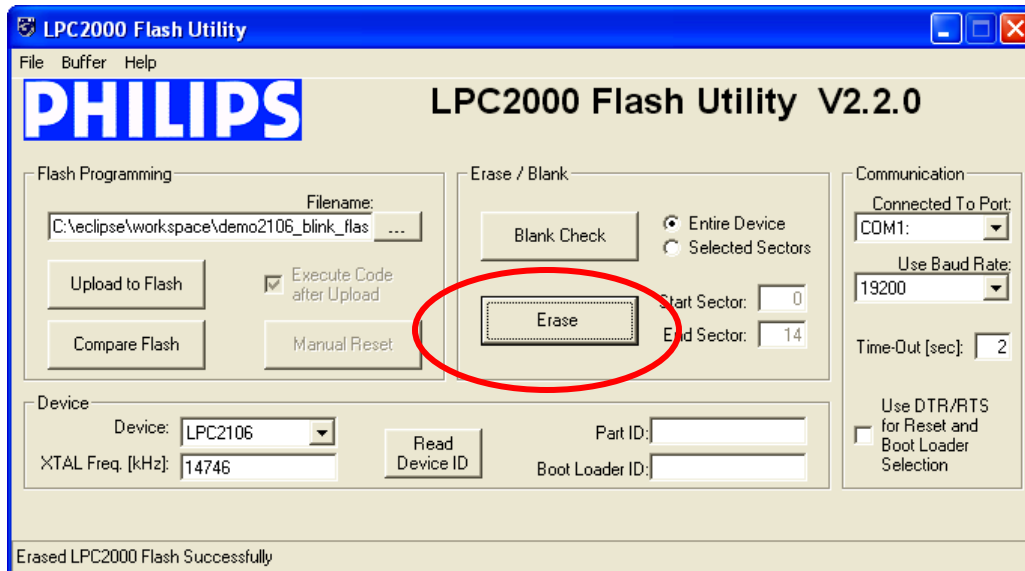 LPC2000 Flash Utility
File Buffer Help
PHILIPS
LPC2000 Flash Utility V2.2.0
Flash Programming
Filename:
C:\eclipse\workspace\demo2106_blink_flas
...
Upload to Flash
Execute Code
after Upload
Compare Flash
Manual Reset
Erase / Blank
Blank Check
Entire Device
Selected Sectors
Erase
Start Sector: 0
End Sector: 14
Communication
Connected To Port:
COM1:
Use Baud Rate:
19200
Time-Out [sec]: 2
Use DTR/RTS
for Reset and
Boot Loader
Selection
Device
Device: LPC2106
XTAL Freq. [kHz]: 14746
Read
Device ID
Part ID:
Boot Loader ID:
Erased LPC2000 Flash Successfully